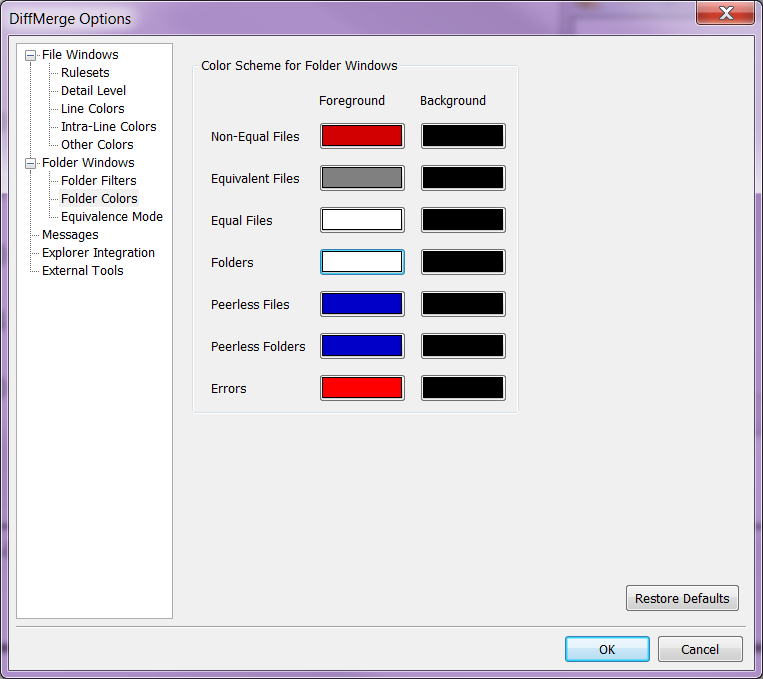 DiffMerge Options
File Windows
Rulesets
Detail Level
Line Colors
Intra-Line Colors
Other Colors
Folder Windows
Folder Filters
Folder Colors
Equivalence Mode
Messages
Explorer Integration
External Tools
Color Scheme for Folder Windows
Foreground Background
Non-Equal Files
Equivalent Files
Equal Files
Folders
Peerless Files
Peerless Folders
Errors
Restore Defaults
OK Cancel